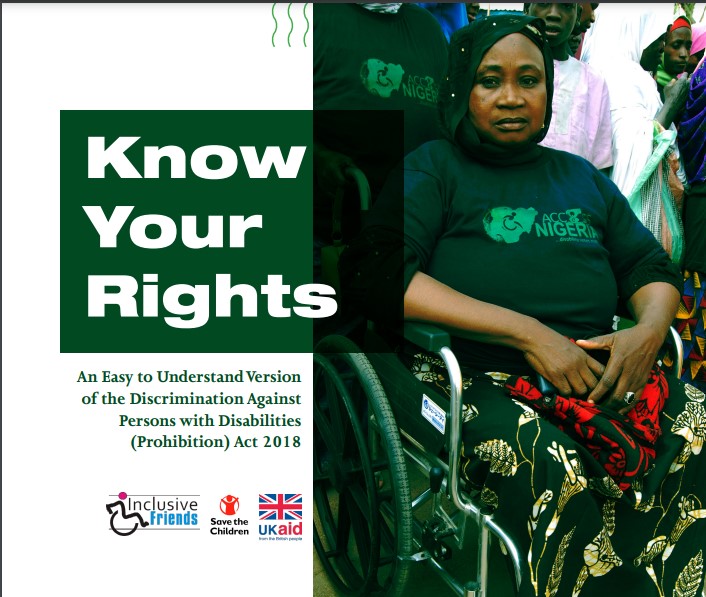 Know
Your
Rights
An Easy to Understand Version
of the Discrimination Against
Persons with Disabilities
(Prohibition) Act 2018
Inclusive
Friends
Save the
Children
UKaid
from the British people
NIGERIA
NIGERIA